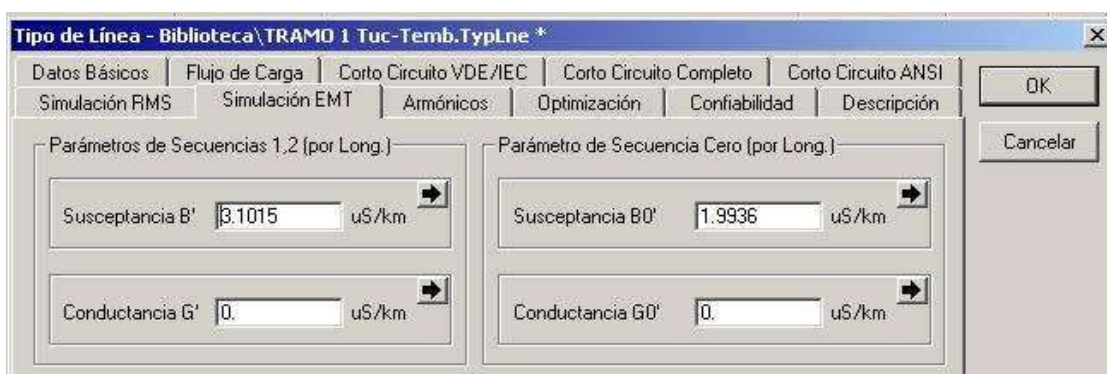 Tipo de Línea - Biblioteca\TRAMO 1 Tuc-Temb.TypLne *
Datos Básicos | Flujo de Carga | Corto Circuito VDE/IEC | Corto Circuito Completo | Corto Circuito ANSI
Simulación RMS | Simulación EMT | Armónicos | Optimización | Confiabilidad | Descripción
OK
Cancelar
Parámetros de Secuencias 1,2 (por Long.)
Susceptancia B' 3.1015 uS/km
Conductancia G' 0. uS/km
Parámetro de Secuencia Cero (por Long.)
Susceptancia B0' 1.9936 uS/km
Conductancia G0' 0. uS/km